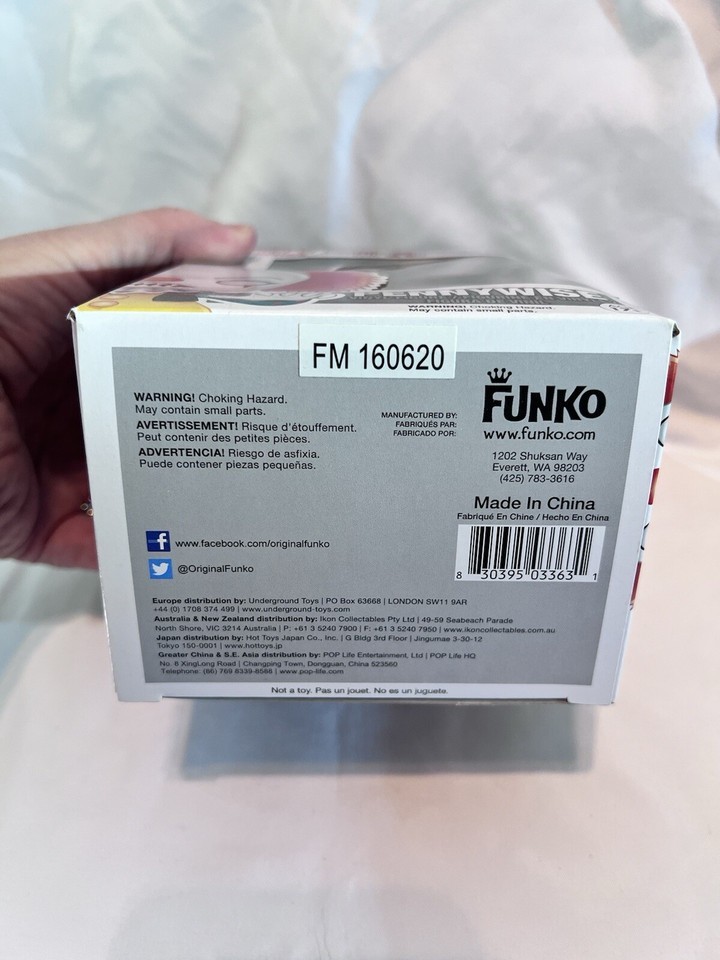 PENNYWISE
WARNING! Choking Hazard.
May contain small parts.
FM 160620
WARNING! Choking Hazard.
May contain small parts.
AVERTISSEMENT! Risque d'étouffement.
Peut contenir des petites pièces.
ADVERTENCIA! Riesgo de asfixia.
Puede contener piezas pequeñas.
MANUFACTURED BY:
FABRIQUÉS PAR:
FABRICADO POR:
FUNKO
www.funko.com
1202 Shuksan Way
Everett, WA 98203
(425) 783-3616
Made In China
Fabriqué En Chine / Hecho En China
8 30395 03363 1
f www.facebook.com/originalfunko
@OriginalFunko
Europe distribution by: Underground Toys | PO Box 63668 | LONDON SW11 9AR
+44 (0) 1708 374 499 | www.underground-toys.com
Australia & New Zealand distribution by: Ikon Collectables Pty Ltd | 49-59 Seabeach Parade
North Shore, VIC 3214 Australia | P: +61 3 5240 7900 | F: +61 3 5240 7950 | www.ikoncollectables.com.au
Japan distribution by: Hot Toys Japan Co., Inc. | G Bldg 3rd Floor | Jingumae 3-30-12
Tokyo 150-0001 | www.hottoys.jp
Greater China & S.E. Asia distribution by: POP Life Entertainment, Ltd | POP Life HQ
No. 8 XingLong Road | Changping Town, Dongguan, China 523560
Telephone: (86) 769 8339-8588 | www.pop-life.com
Not a toy. Pas un jouet. No es un juguete.